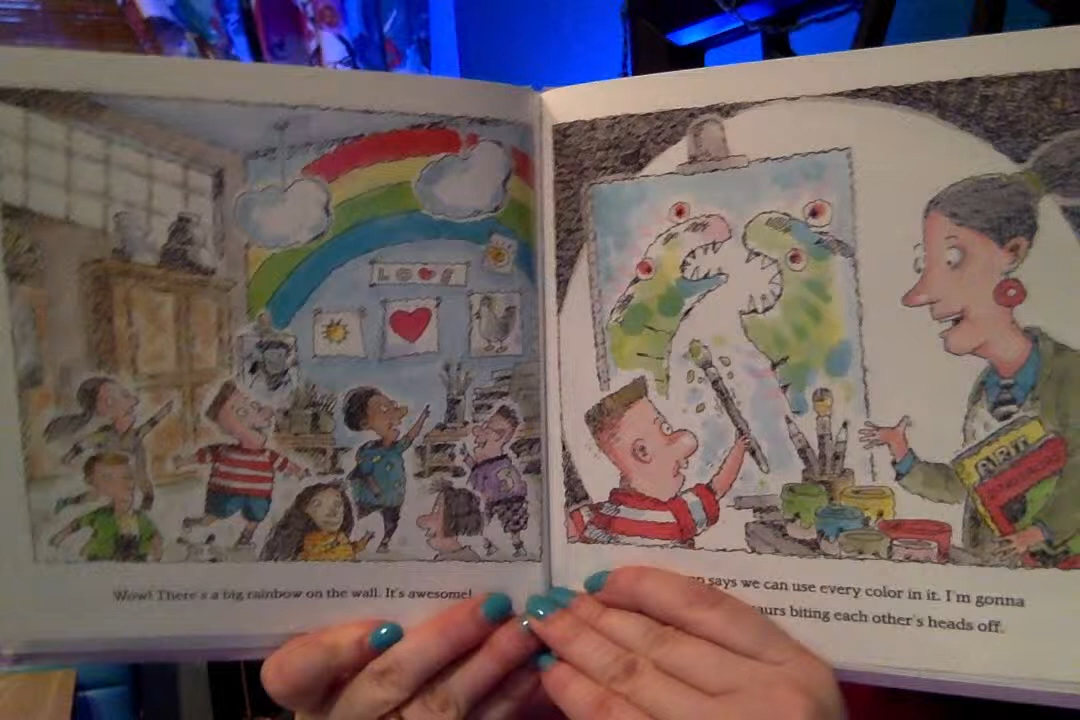 LOVE
Wow! There's a big rainbow on the wall. It's awesome!
says we can use every color in it. I'm gonna
biting each other's heads off.